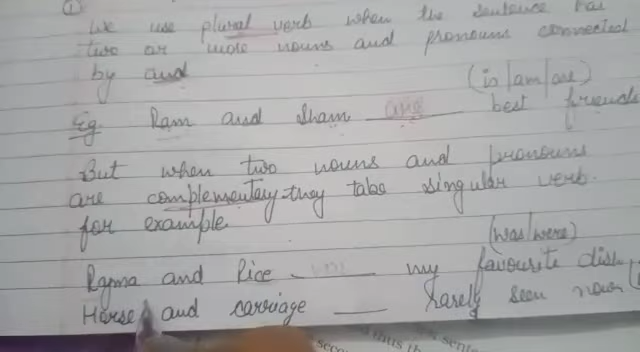 ①
We use plural verb when the sentence has
two or more nouns and pronouns connected
by and
(is/am/are)
Eg. Ram and Sham are best friends
But when two nouns and pronouns
are complementary they take singular verb.
for example.
(was/were)
Rajma and Rice my favourite dish
Horse and carriage ___ rarely seen now